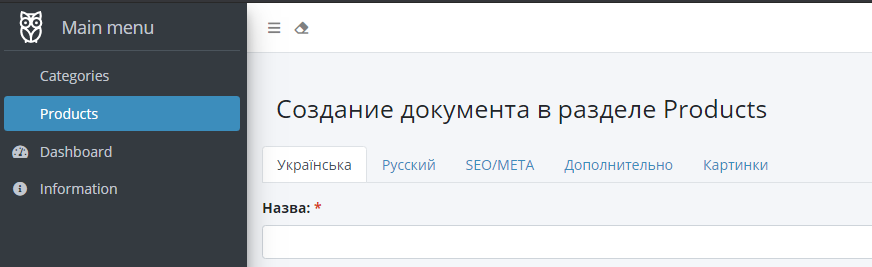 Main menu
Categories
Products
Dashboard
Information
Создание документа в разделе Products
Українська Русский SEO/META Дополнительно Картинки
Назва: *